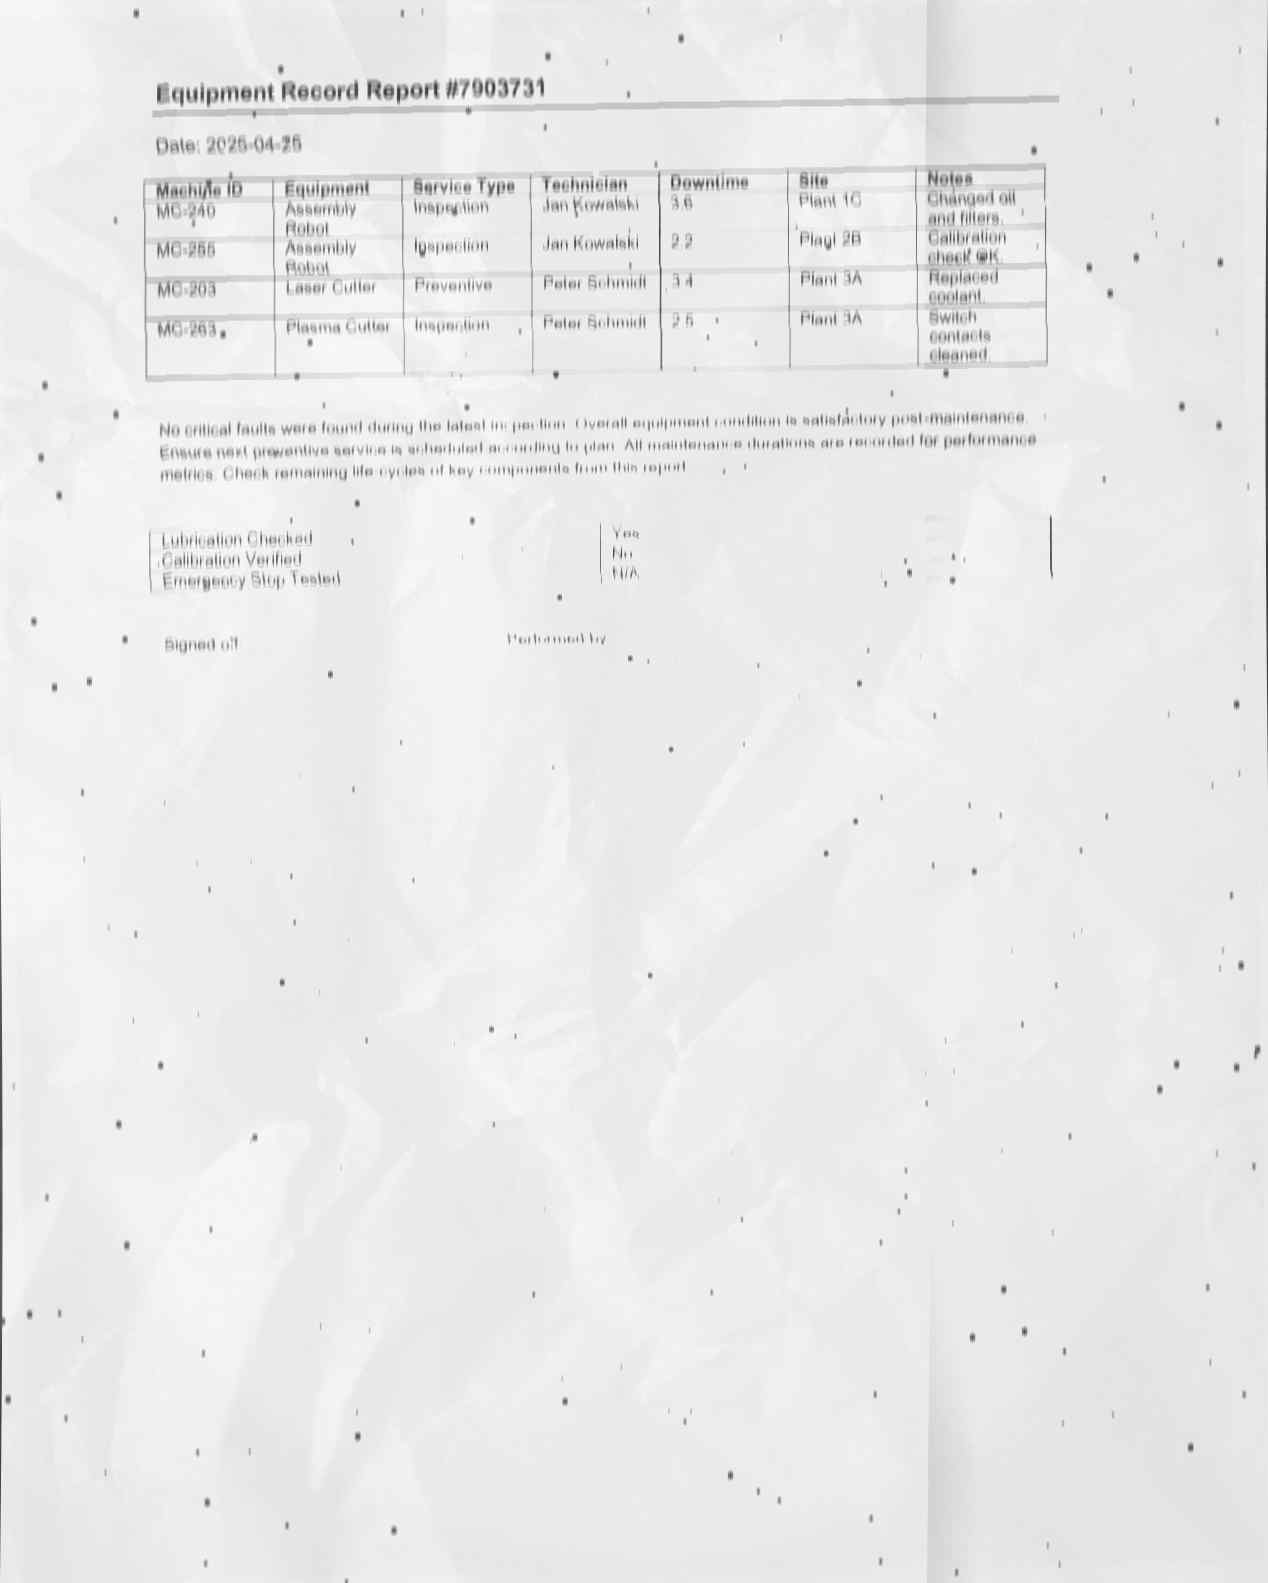 Equipment Record Report #7903731
Date: 2025-04-25
Machine ID Equipment Service Type Technician Downtime Site Notes
MC-240 Assembly Robot Inspection Jan Kowalski 3.6 Plant 1C Changed oil and filters.
MC-255 Assembly Robot Inspection Jan Kowalski 2.2 Plant 2B Calibration check OK.
MC-203 Laser Cutter Preventive Peter Schmidt 3.4 Plant 3A Replaced coolant.
MC-263 Plasma Cutter Inspection Peter Schmidt 2.5 Plant 3A Switch contacts cleaned.
No critical faults were found during the latest inspection. Overall equipment condition is satisfactory post-maintenance.
Ensure next preventive service is scheduled according to plan. All maintenance durations are recorded for performance
metrics. Check remaining life-cycles of key components from this report.
Lubrication Checked Yes
Calibration Verified No
Emergency Stop Tested N/A
Signed off Performed by